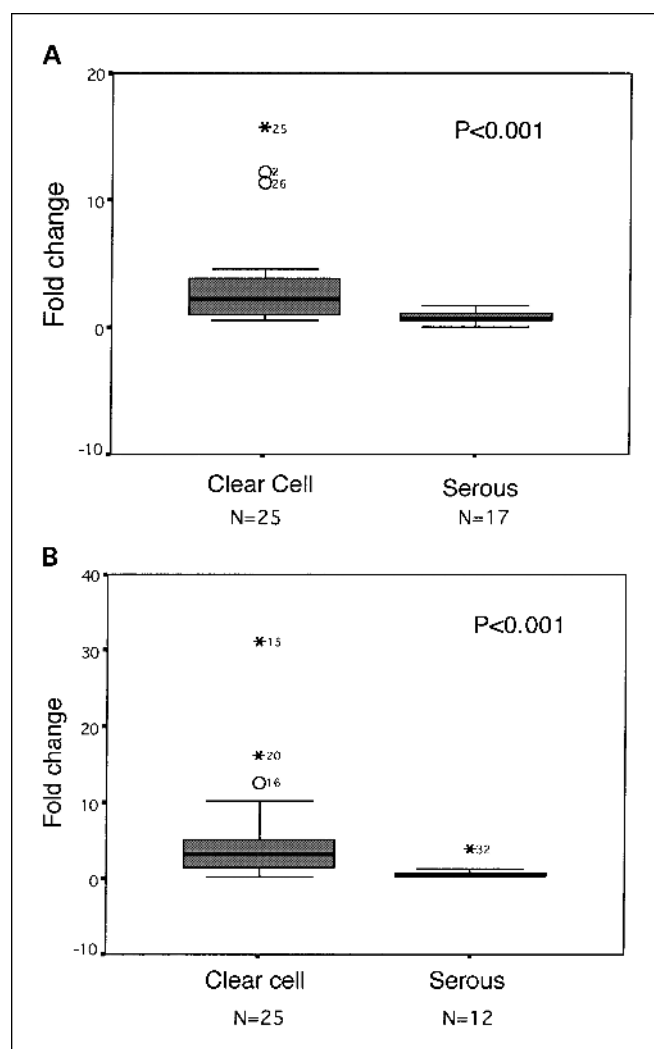 A
20
*25
P<0.001
2
26
10
Fold change
0
-10
Clear Cell
Serous
N=25
N=17
B
40
P<0.001
*15
30
20
*20
16
10
Fold change
*32
0
-10
Clear cell
Serous
N=25
N=12